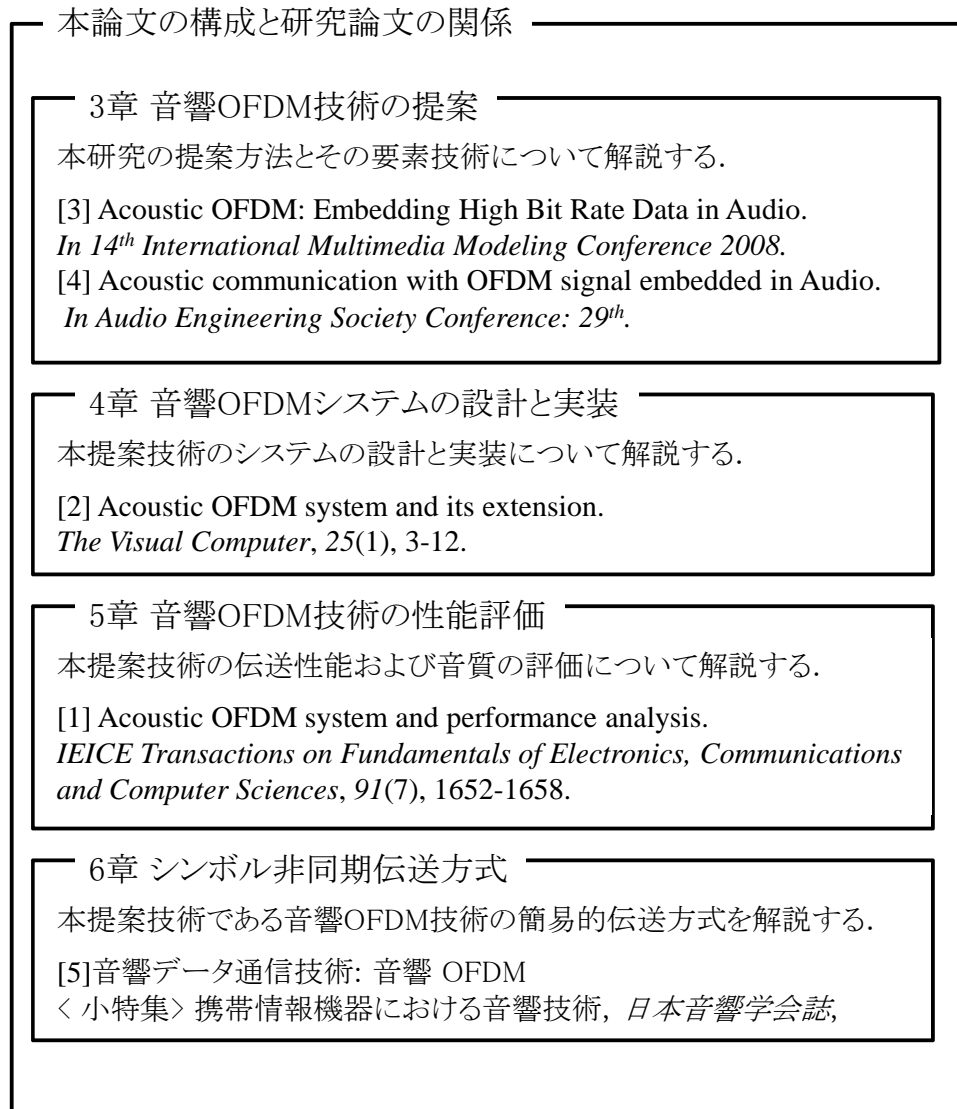 本論文の構成と研究論文の関係
3章 音響OFDM技術の提案
本研究の提案方法とその要素技術について解説する.
[3] Acoustic OFDM: Embedding High Bit Rate Data in Audio.
In 14th International Multimedia Modeling Conference 2008.
[4] Acoustic communication with OFDM signal embedded in Audio.
In Audio Engineering Society Conference: 29th.
4章 音響OFDMシステムの設計と実装
本提案技術のシステムの設計と実装について解説する.
[2] Acoustic OFDM system and its extension.
The Visual Computer, 25(1), 3-12.
5章 音響OFDM技術の性能評価
本提案技術の伝送性能および音質の評価について解説する.
[1] Acoustic OFDM system and performance analysis.
IEICE Transactions on Fundamentals of Electronics, Communications
and Computer Sciences, 91(7), 1652-1658.
6章 シンボル非同期伝送方式
本提案技術である音響OFDM技術の簡易的伝送方式を解説する.
[5]音響データ通信技術: 音響 OFDM
< 小特集> 携帯情報機器における音響技術, 日本音響学会誌,